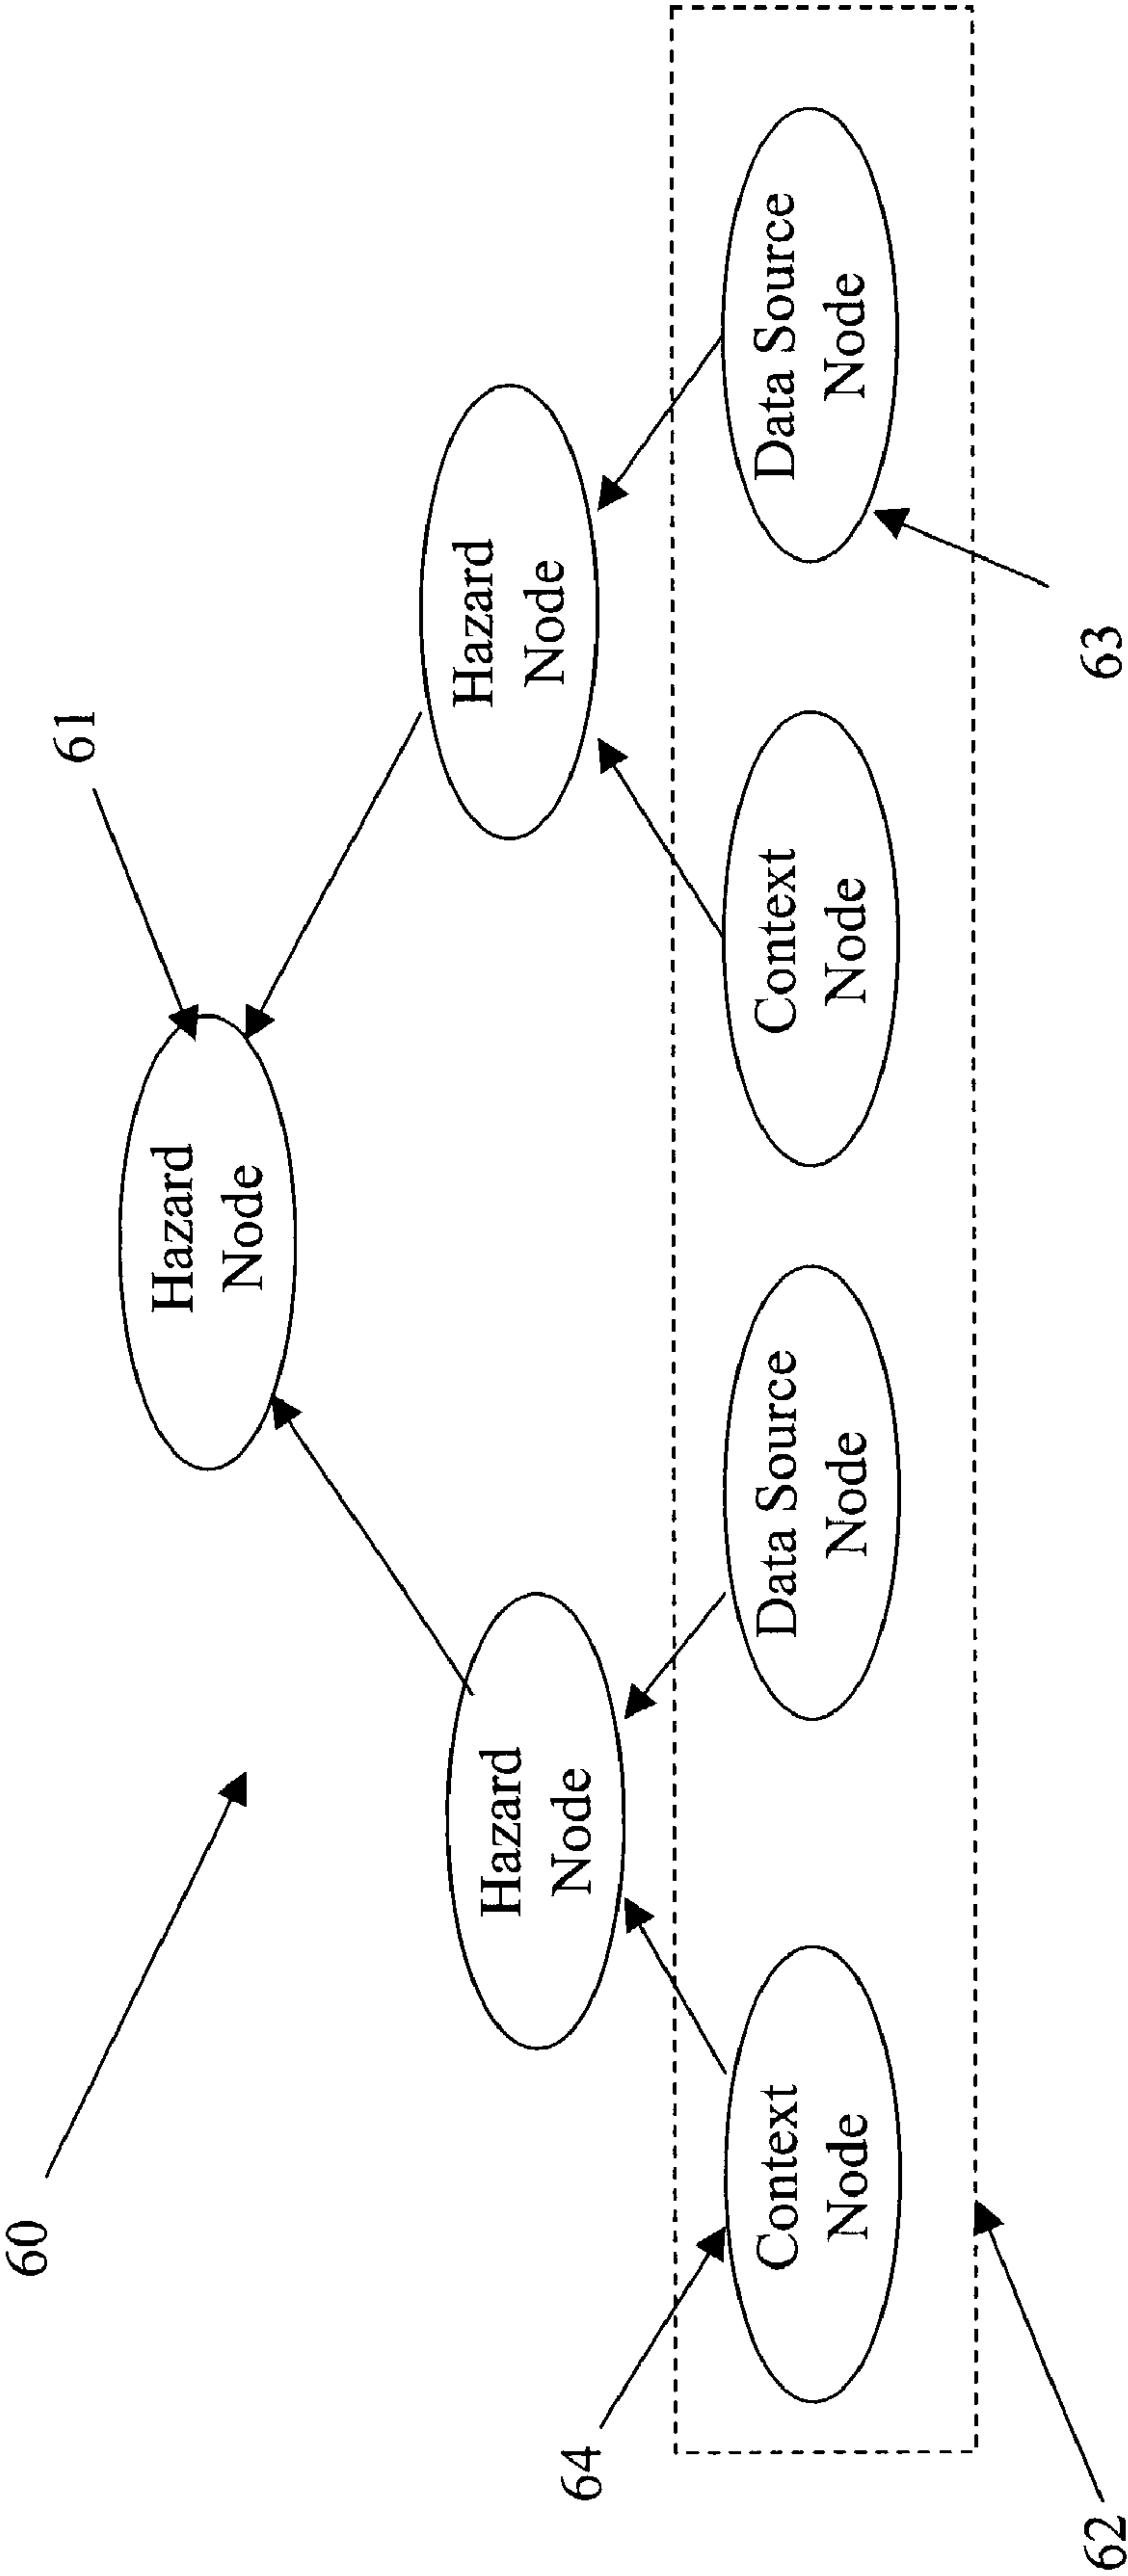 60
61
Hazard
Node
Hazard
Node
Hazard
Node
64
Context
Node
Data Source
Node
Context
Node
Data Source
Node
62
63